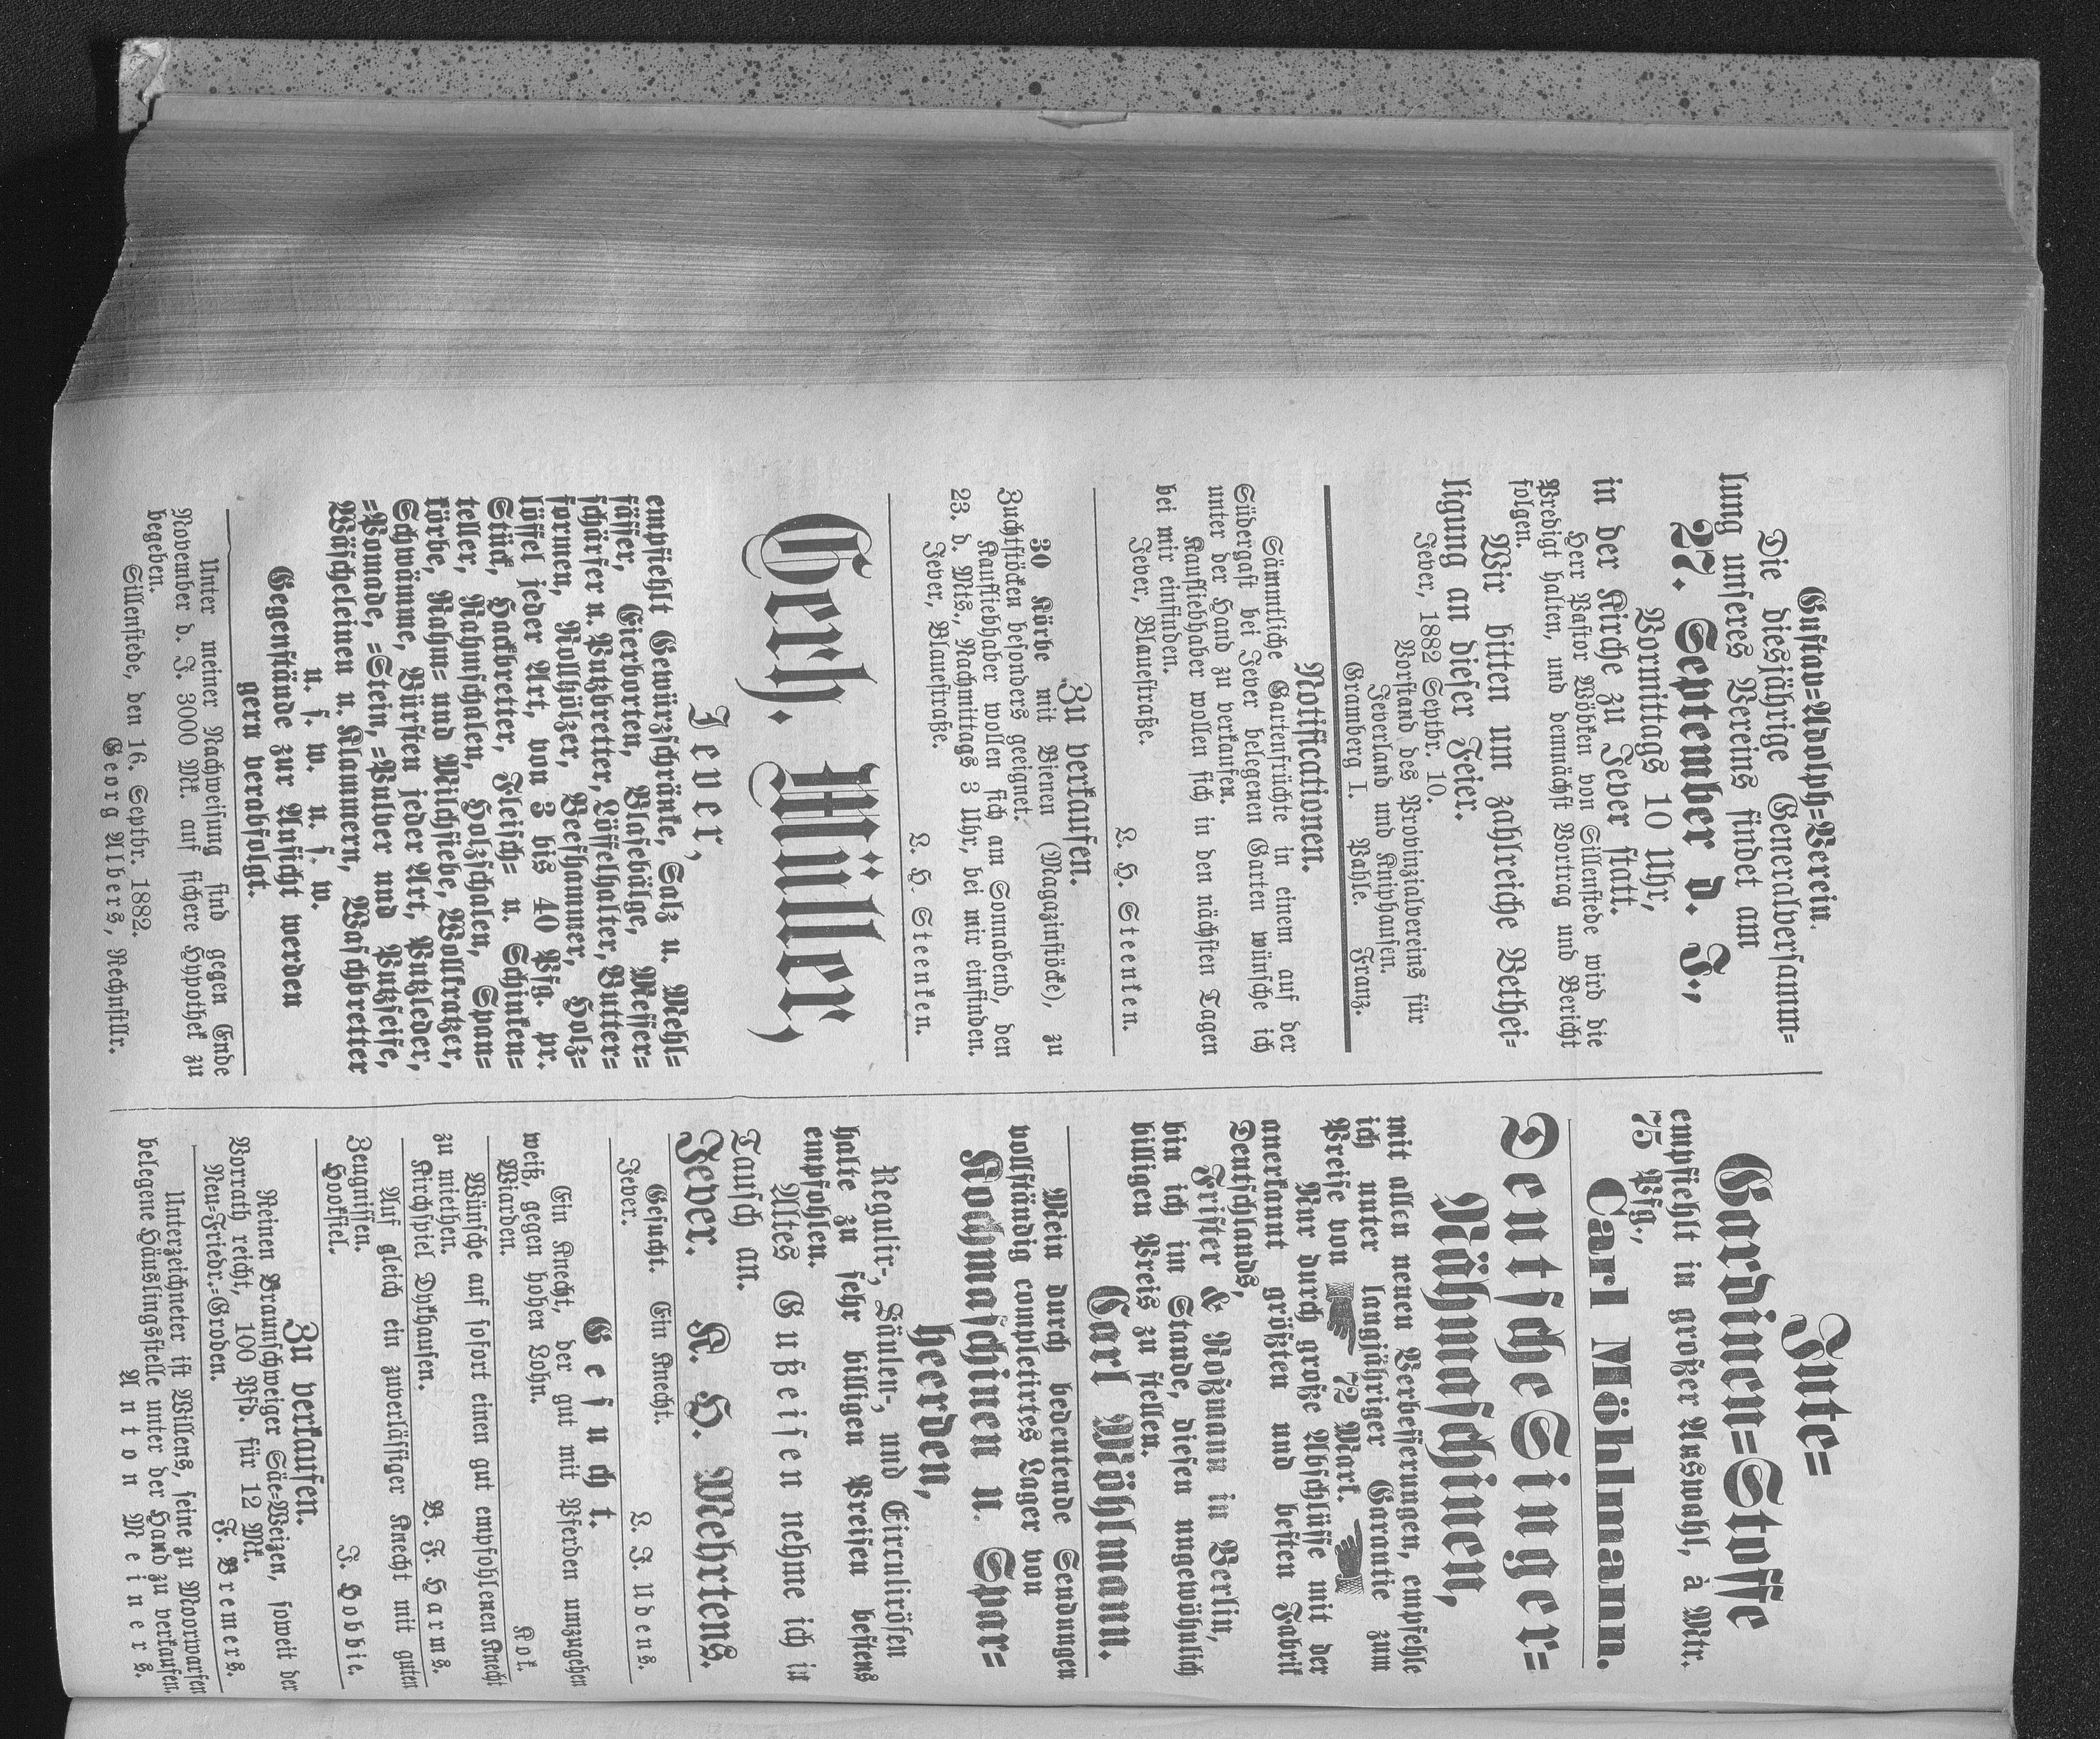 Gustav=Adolph=Verein.
Die diesjährige Generalversamm=
lung unseres Vereins findet am
27. September d. J.,
Vormittags 10 Uhr,
in der Kirche zu Jever statt.
Herr Pastor Wöbken von Sillenstede wird die
Predigt halten, und demnächst Vortrag und Bericht
folgen.
Wir bitten um zahlreiche Bethei=
ligung an dieser Feier.
Jever, 1882 Septbr. 10.
Vorstand des Provinzialvereins für
Jeverland und Kniphausen.
Gramberg I. Pahle. Franz.
Notificationen.
Sämmtliche Gartenfrüchte in einem auf der
Südergast bei Jever belegenen Garten wünsche ich
unter der Hand zu verkaufen.
Kaufliebhaber wollen sich in den nächsten Tagen
bei mir einfinden.
Jever, Blauestraße. L. H. Steenken.
Zu verkaufen.
30 Körbe mit Bienen (Magazinstöcke), zu
Zuchtstöcken besonders geignet.
Kaufliebhaber wollen sich am Sonnabend, den
23. d. Mts., Nachmittags 3 Uhr, bei mir einfinden.
Jever, Blauestraße. L. H. Steenken.
Gerh. Müller,
Jever,
empfiehlt Gewürzschränke, Salz u. Mehl=
fässer, Eierborten, Blasebälge, Messer=
schärfer u. Putzbretter, Löffelhalter, Butter=
formen, Rollhölzer, Beefhammer, Holz=
löffel jeder Art, von 3 bis 40 Pfg. pr.
Stück, Hackbretter, Fleisch= u. Schinken=
teller, Rahmschalen, Holzschalen, Span=
körbe, Rahm= und Milchsiebe, Wollkratzer,
Schwämme, Bürsten jeder Art, Putzleder,
=Pomade, =Stein, =Pulver und Putzseife,
Wäscheleinen u. Klammern, Waschbretter
u. s. w. u. s. w.
Gegenstände zur Ansicht werden
gern verabfolgt.
Unter meiner Nachweisung sind gegen Ende
November d. J. 3000 Mk. auf sichere Hypothek zu
begeben.
Sillenstede, den 16. Septbr. 1882.
Georg Albers, Rechnstllr.
Jute=
Gardinen=Stoffe
empfiehlt in großer Auswahl, à Mtr.
75 Pfg.,
Carl Möhlmann.
Deutsche Singer=
Nähmaschinen,
mit allen neuen Verbesserungen, empfehle
ich unter langjähriger Garantie zum
Preise von 72 Mark.
Nur durch große Abschlüsse mit der
anerkannt größten und besten Fabrik
Deutschlands,
Frister & Roßmann in Berlin,
bin ich im Stande, diesen ungewöhnlich
billigen Preis zu stellen.
Carl Möhlmann.
Mein durch bedeutende Sendungen
vollständig completirtes Lager von
Kochmaschinen u. Spar=
heerden,
Regulir=, Säulen=, und Circuliröfen
halte zu sehr billigen Preisen bestens
empfohlen.
Altes Gußeisen nehme ich in
Tausch an.
Jever. K. H. Mehrtens.
Gesucht. Ein Knecht.
Jever. L. J. Udens.
Gesucht.
Ein Knecht, der gut mit Pferden umzugehen
weiß, gegen hohen Lohn.
Wiarden. Kok.
Wünsche auf sofort einen gut empfohlenen Knecht
zu miethen.
Kirchspiel Dykhausen. B. F. Harms.
Auf gleich ein zuverlässiger Knecht mit guten
Zeugnissen.
Hooksiel. J. Hobbie.
Zu verkaufen.
Reinen Braunschweiger Säe=Weizen, soweit der
Vorrath reicht, 100 Pfd. für 12 Mk.
Neu=Friedr.=Groden. F. Bremers.
Unterzeichneter ist Willens, seine zu Moorwarfen
belegene Häuslingsstelle unter der Hand zu verkaufen.
Anton Meiners.